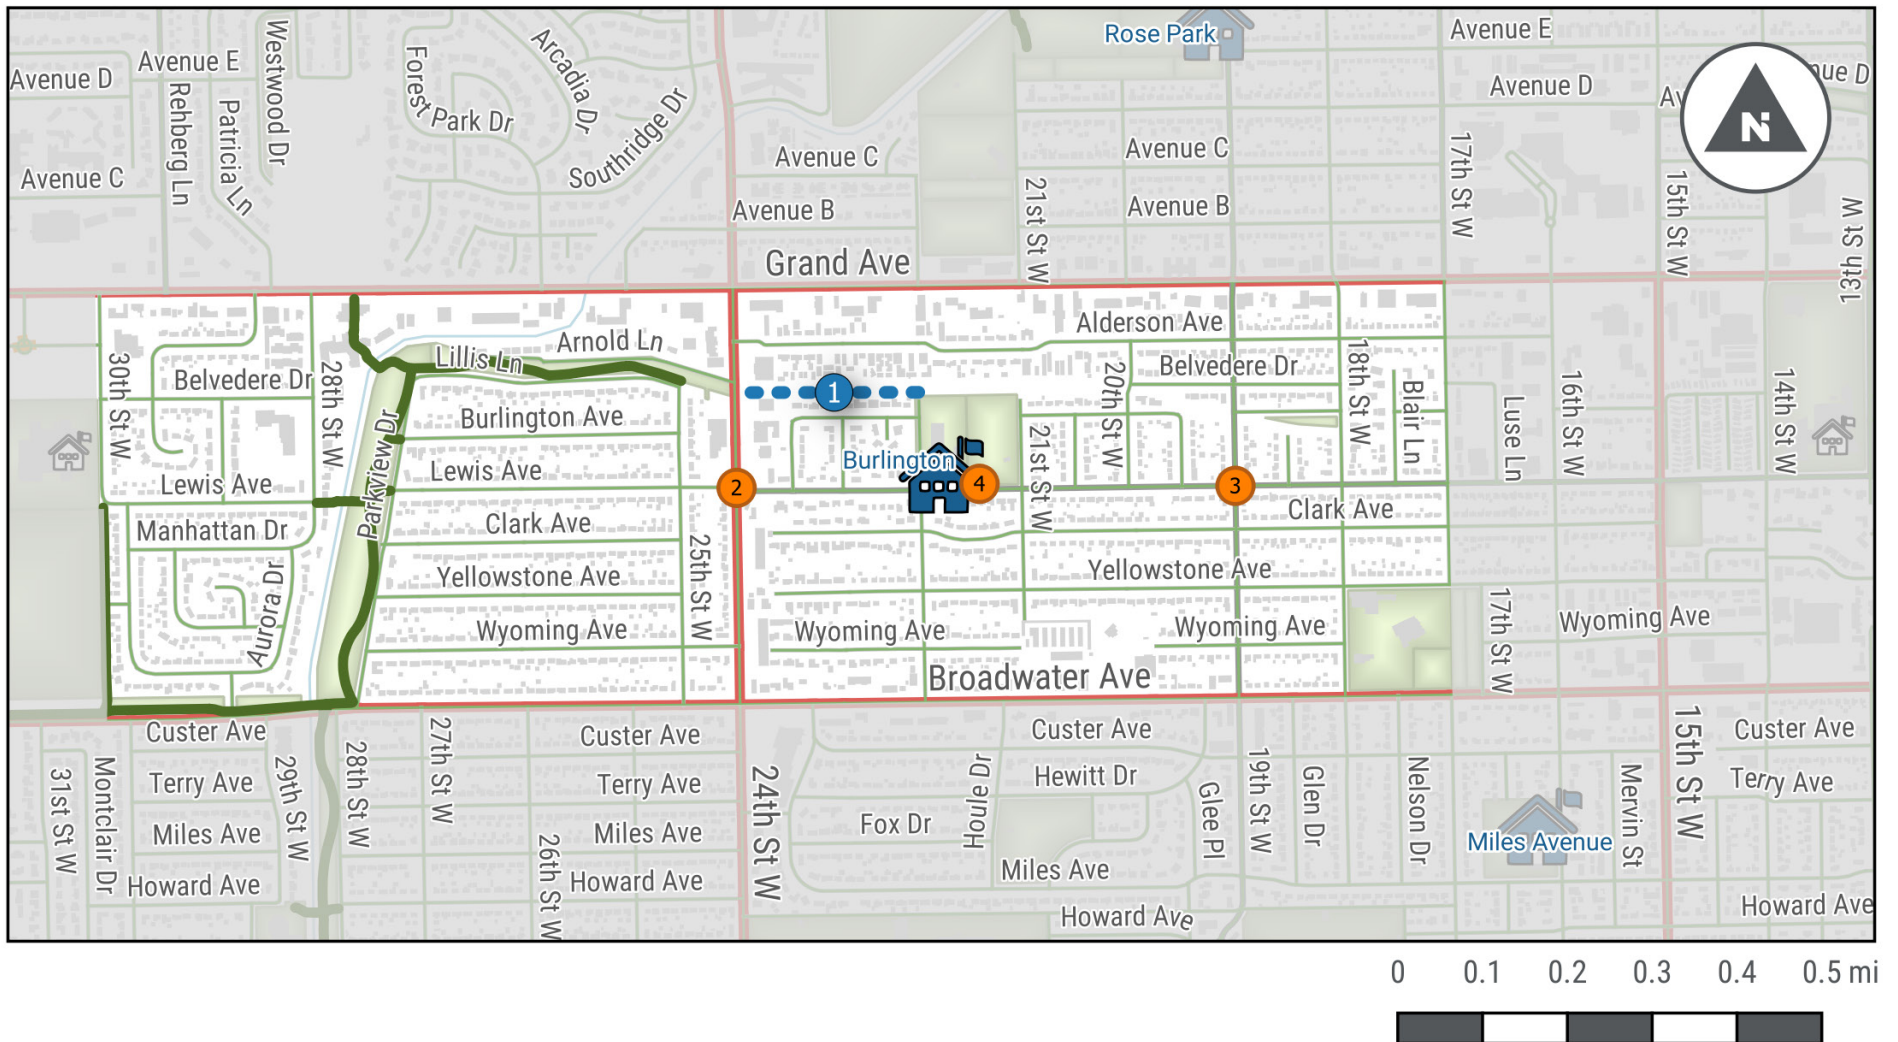 Rose Park
Avenue E
Avenue E
Avenue D
Westwood Dr
Forest Park Dr
Arcadia Dr
Southridge Dr
Avenue D
nue D
Av
N
Rehberg Ln
Patricia Ln
Avenue C
Avenue C
Avenue C
17th St W
Avenue B
Avenue B
21st St W
15th St W
13th St W
Grand Ave
Alderson Ave
Arnold Ln
Lillis Ln
30th St W
Belvedere Dr
28th St W
Belvedere Dr
20th St W
18th St W
Blair Ln
Luse Ln
16th St W
14th St W
1
Burlington Ave
Parkview Dr
Lewis Ave
Lewis Ave
Burlington
21st St W
2
4
3
Clark Ave
Clark Ave
Manhattan Dr
25th St W
Yellowstone Ave
Yellowstone Ave
Aurora Dr
Wyoming Ave
Wyoming Ave
Wyoming Ave
Wyoming Ave
17th St W
Broadwater Ave
Custer Ave
Custer Ave
Custer Ave
Custer Ave
15th St W
31st St W
Montclair Dr
Terry Ave
29th St W
28th St W
27th St W
Terry Ave
24th St W
Houle Dr
Hewitt Dr
Glee Pl
19th St W
Glen Dr
Nelson Dr
Mervin St
Terry Ave
Miles Ave
Miles Ave
Fox Dr
Miles Avenue
26th St W
Howard Ave
Howard Ave
Miles Ave
Howard Ave
Howard Ave
0 0.1 0.2 0.3 0.4 0.5 mi